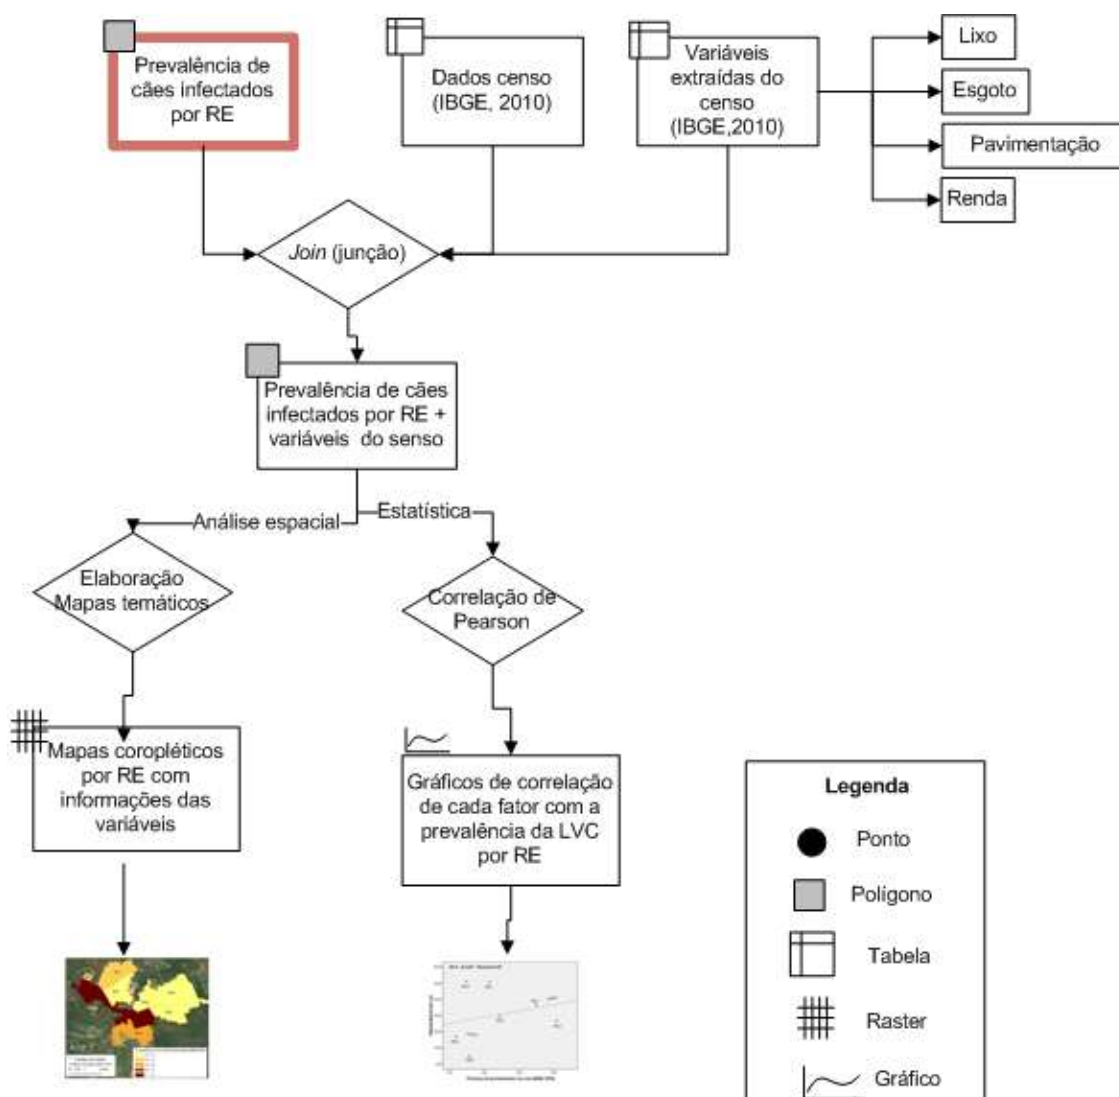 Prevalência de
cães infectados
por RE
Dados censo
(IBGE, 2010)
Variáveis
extraídas do
censo
(IBGE,2010)
Lixo
Esgoto
Pavimentação
Renda
Join (junção)
Prevalência de cães
infectados por RE +
variáveis do senso
Análise espacial
Estatística
Elaboração
Mapas temáticos
Correlação de
Pearson
Mapas coropléticos
por RE com
informações das
variáveis
Gráficos de correlação
de cada fator com a
prevalência da LVC
por RE
Legenda
Ponto
Polígono
Tabela
Raster
Gráfico